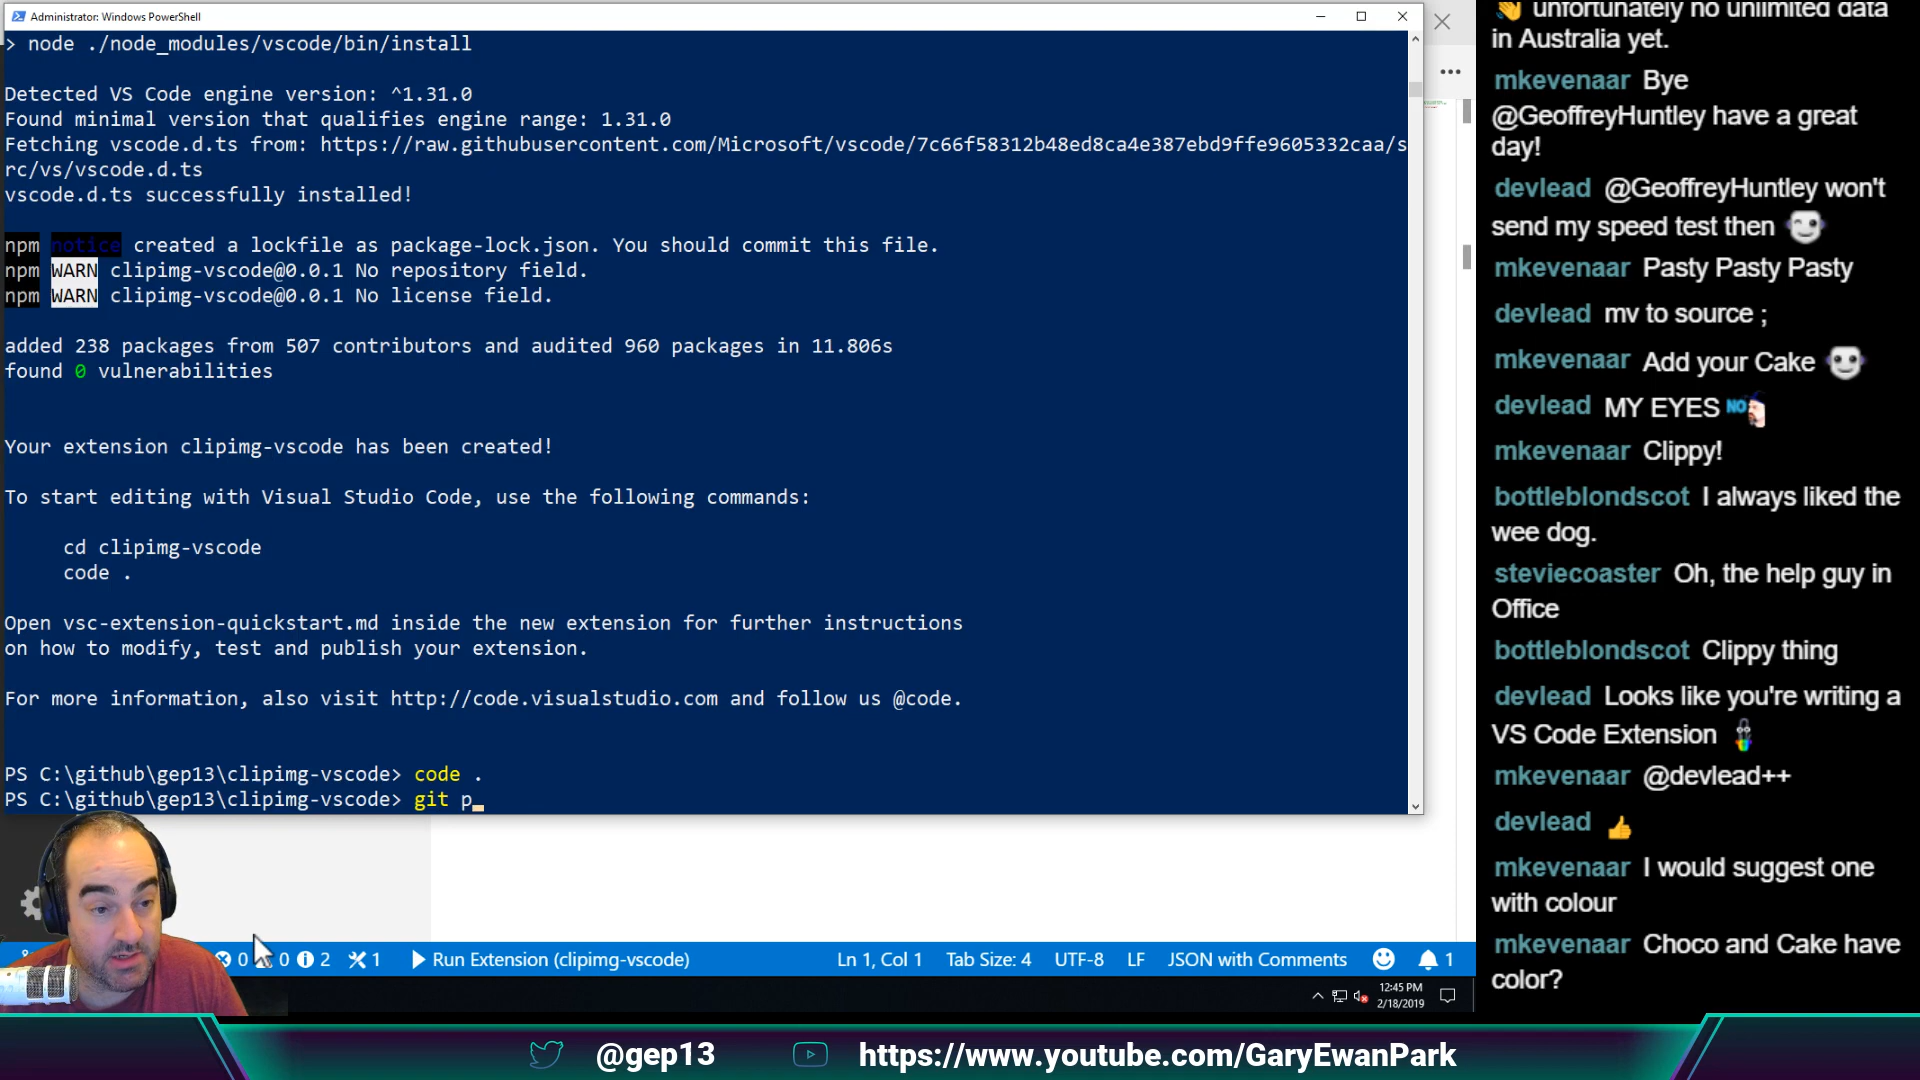 Administrator: Windows PowerShell
> node ./node_modules/vscode/bin/install
Detected VS Code engine version: ^1.31.0
Found minimal version that qualifies engine range: 1.31.0
Fetching vscode.d.ts from: https://raw.githubusercontent.com/Microsoft/vscode/7c66f58312b48ed8ca4e387ebd9ffe9605332caa/s
rc/vs/vscode.d.ts
vscode.d.ts successfully installed!
npm notice created a lockfile as package-lock.json. You should commit this file.
npm WARN clipimg-vscode@0.0.1 No repository field.
npm WARN clipimg-vscode@0.0.1 No license field.
added 238 packages from 507 contributors and audited 960 packages in 11.806s
found 0 vulnerabilities
Your extension clipimg-vscode has been created!
To start editing with Visual Studio Code, use the following commands:
cd clipimg-vscode
code .
Open vsc-extension-quickstart.md inside the new extension for further instructions
on how to modify, test and publish your extension.
For more information, also visit http://code.visualstudio.com and follow us @code.
PS C:\github\gep13\clipimg-vscode> code .
PS C:\github\gep13\clipimg-vscode> git p
0 0 2 1 Run Extension (clipimg-vscode) Ln 1, Col 1 Tab Size: 4 UTF-8 LF JSON with Comments 1
12:45 PM
2/18/2019
unfortunately no unlimited data
in Australia yet.
mkevenaar Bye
@GeoffreyHuntley have a great
day!
devlead @GeoffreyHuntley won't
send my speed test then
mkevenaar Pasty Pasty Pasty
devlead mv to source ;
mkevenaar Add your Cake
devlead MY EYES NO
mkevenaar Clippy!
bottleblondscot I always liked the
wee dog.
steviecoaster Oh, the help guy in
Office
bottleblondscot Clippy thing
devlead Looks like you're writing a
VS Code Extension
mkevenaar @devlead++
devlead
mkevenaar I would suggest one
with colour
mkevenaar Choco and Cake have
color?
@gep13 https://www.youtube.com/GaryEwanPark